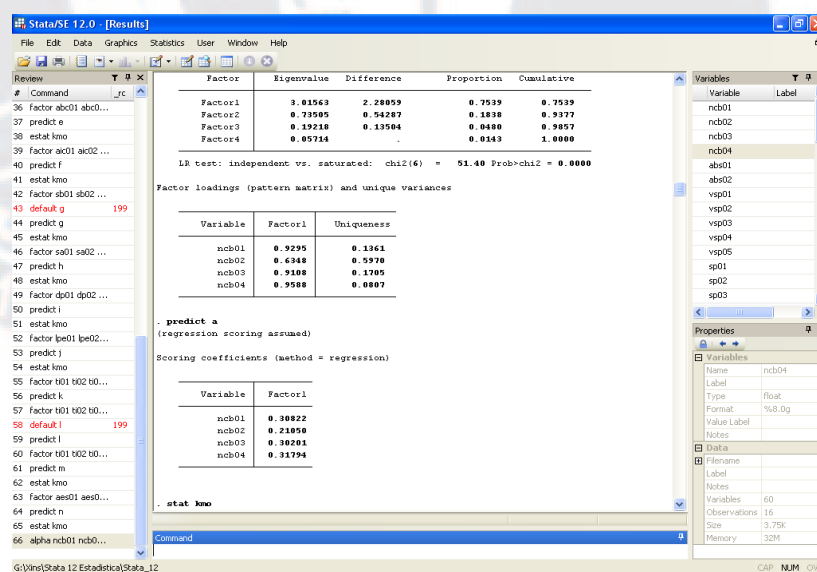 Stata/SE 12.0 - [Results]
File Edit Data Graphics Statistics User Window Help
Review
# Command _rc
36 factor abc01 abc0...
37 predict e
38 estat kmo
39 factor aic01 aic02 ...
40 predict f
41 estat kmo
42 factor sb01 sb02 ...
43 default g 199
44 predict g
45 estat kmo
46 factor sa01 sa02 ...
47 predict h
48 estat kmo
49 factor dp01 dp02 ...
50 predict i
51 estat kmo
52 factor lpe01 lpe02...
53 predict j
54 estat kmo
55 factor ti01 ti02 ti0...
56 predict k
57 factor ti01 ti02 ti0...
58 default l 199
59 predict l
60 factor ti01 ti02 ti0...
61 predict m
62 estat kmo
63 factor aes01 aes0...
64 predict n
65 estat kmo
66 alpha ncb01 ncb0...
Factor Eigenvalue Difference Proportion Cumulative
Factor1 3.01563 2.28059 0.7539 0.7539
Factor2 0.73505 0.54287 0.1838 0.9377
Factor3 0.19218 0.13504 0.0480 0.9857
Factor4 0.05714 . 0.0143 1.0000
LR test: independent vs. saturated: chi2(6) = 51.40 Prob>chi2 = 0.0000
Factor loadings (pattern matrix) and unique variances
Variable Factor1 Uniqueness
ncb01 0.9295 0.1361
ncb02 0.6348 0.5970
ncb03 0.9108 0.1705
ncb04 0.9588 0.0807
. predict a
(regression scoring assumed)
Scoring coefficients (method = regression)
Variable Factor1
ncb01 0.30822
ncb02 0.21050
ncb03 0.30201
ncb04 0.31794
. stat kmo
Command
Variables
Variable Label
ncb01
ncb02
ncb03
ncb04
abs01
abs02
vsp01
vsp02
vsp03
vsp04
vsp05
sp01
sp02
sp03
Properties
Variables
Name ncb04
Label
Type float
Format %8.0g
Value Label
Notes
Data
Filename
Label
Notes
Variables 60
Observations 16
Size 3.75K
Memory 32M
G:\Xins\Stata 12 Estadistica\Stata_12
CAP NUM OV